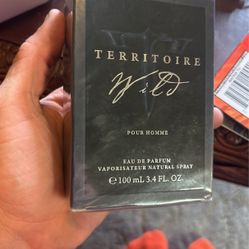 TERRITOIRE
Wild
POUR HOMME
EAU DE PARFUM
VAPORISATEUR NATURAL SPRAY
℮ 100 mL 3.4 FL. OZ.